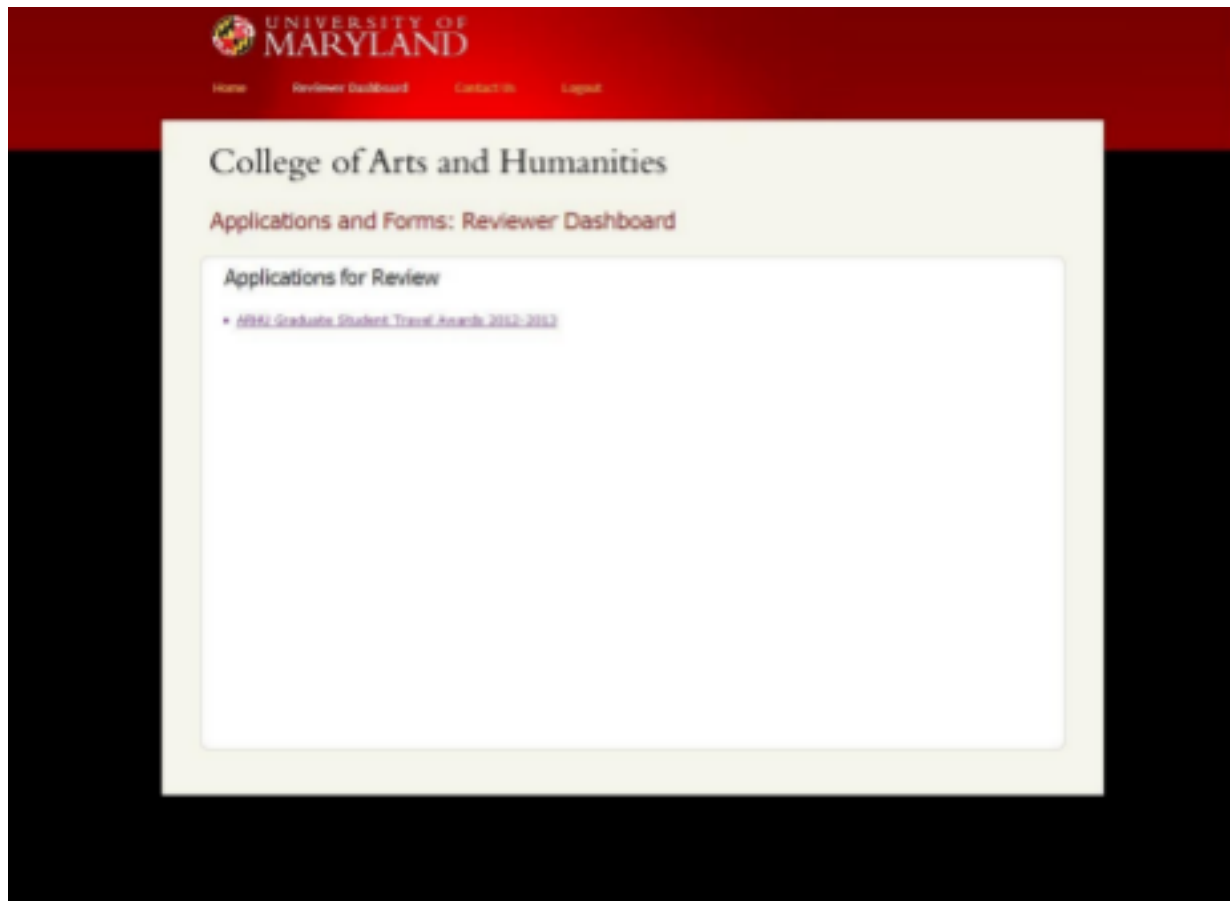 UNIVERSITY OF
MARYLAND
Home Reviewer Dashboard Contact Us Logout
College of Arts and Humanities
Applications and Forms: Reviewer Dashboard
Applications for Review
• ARHU Graduate Student Travel Awards 2012-2013